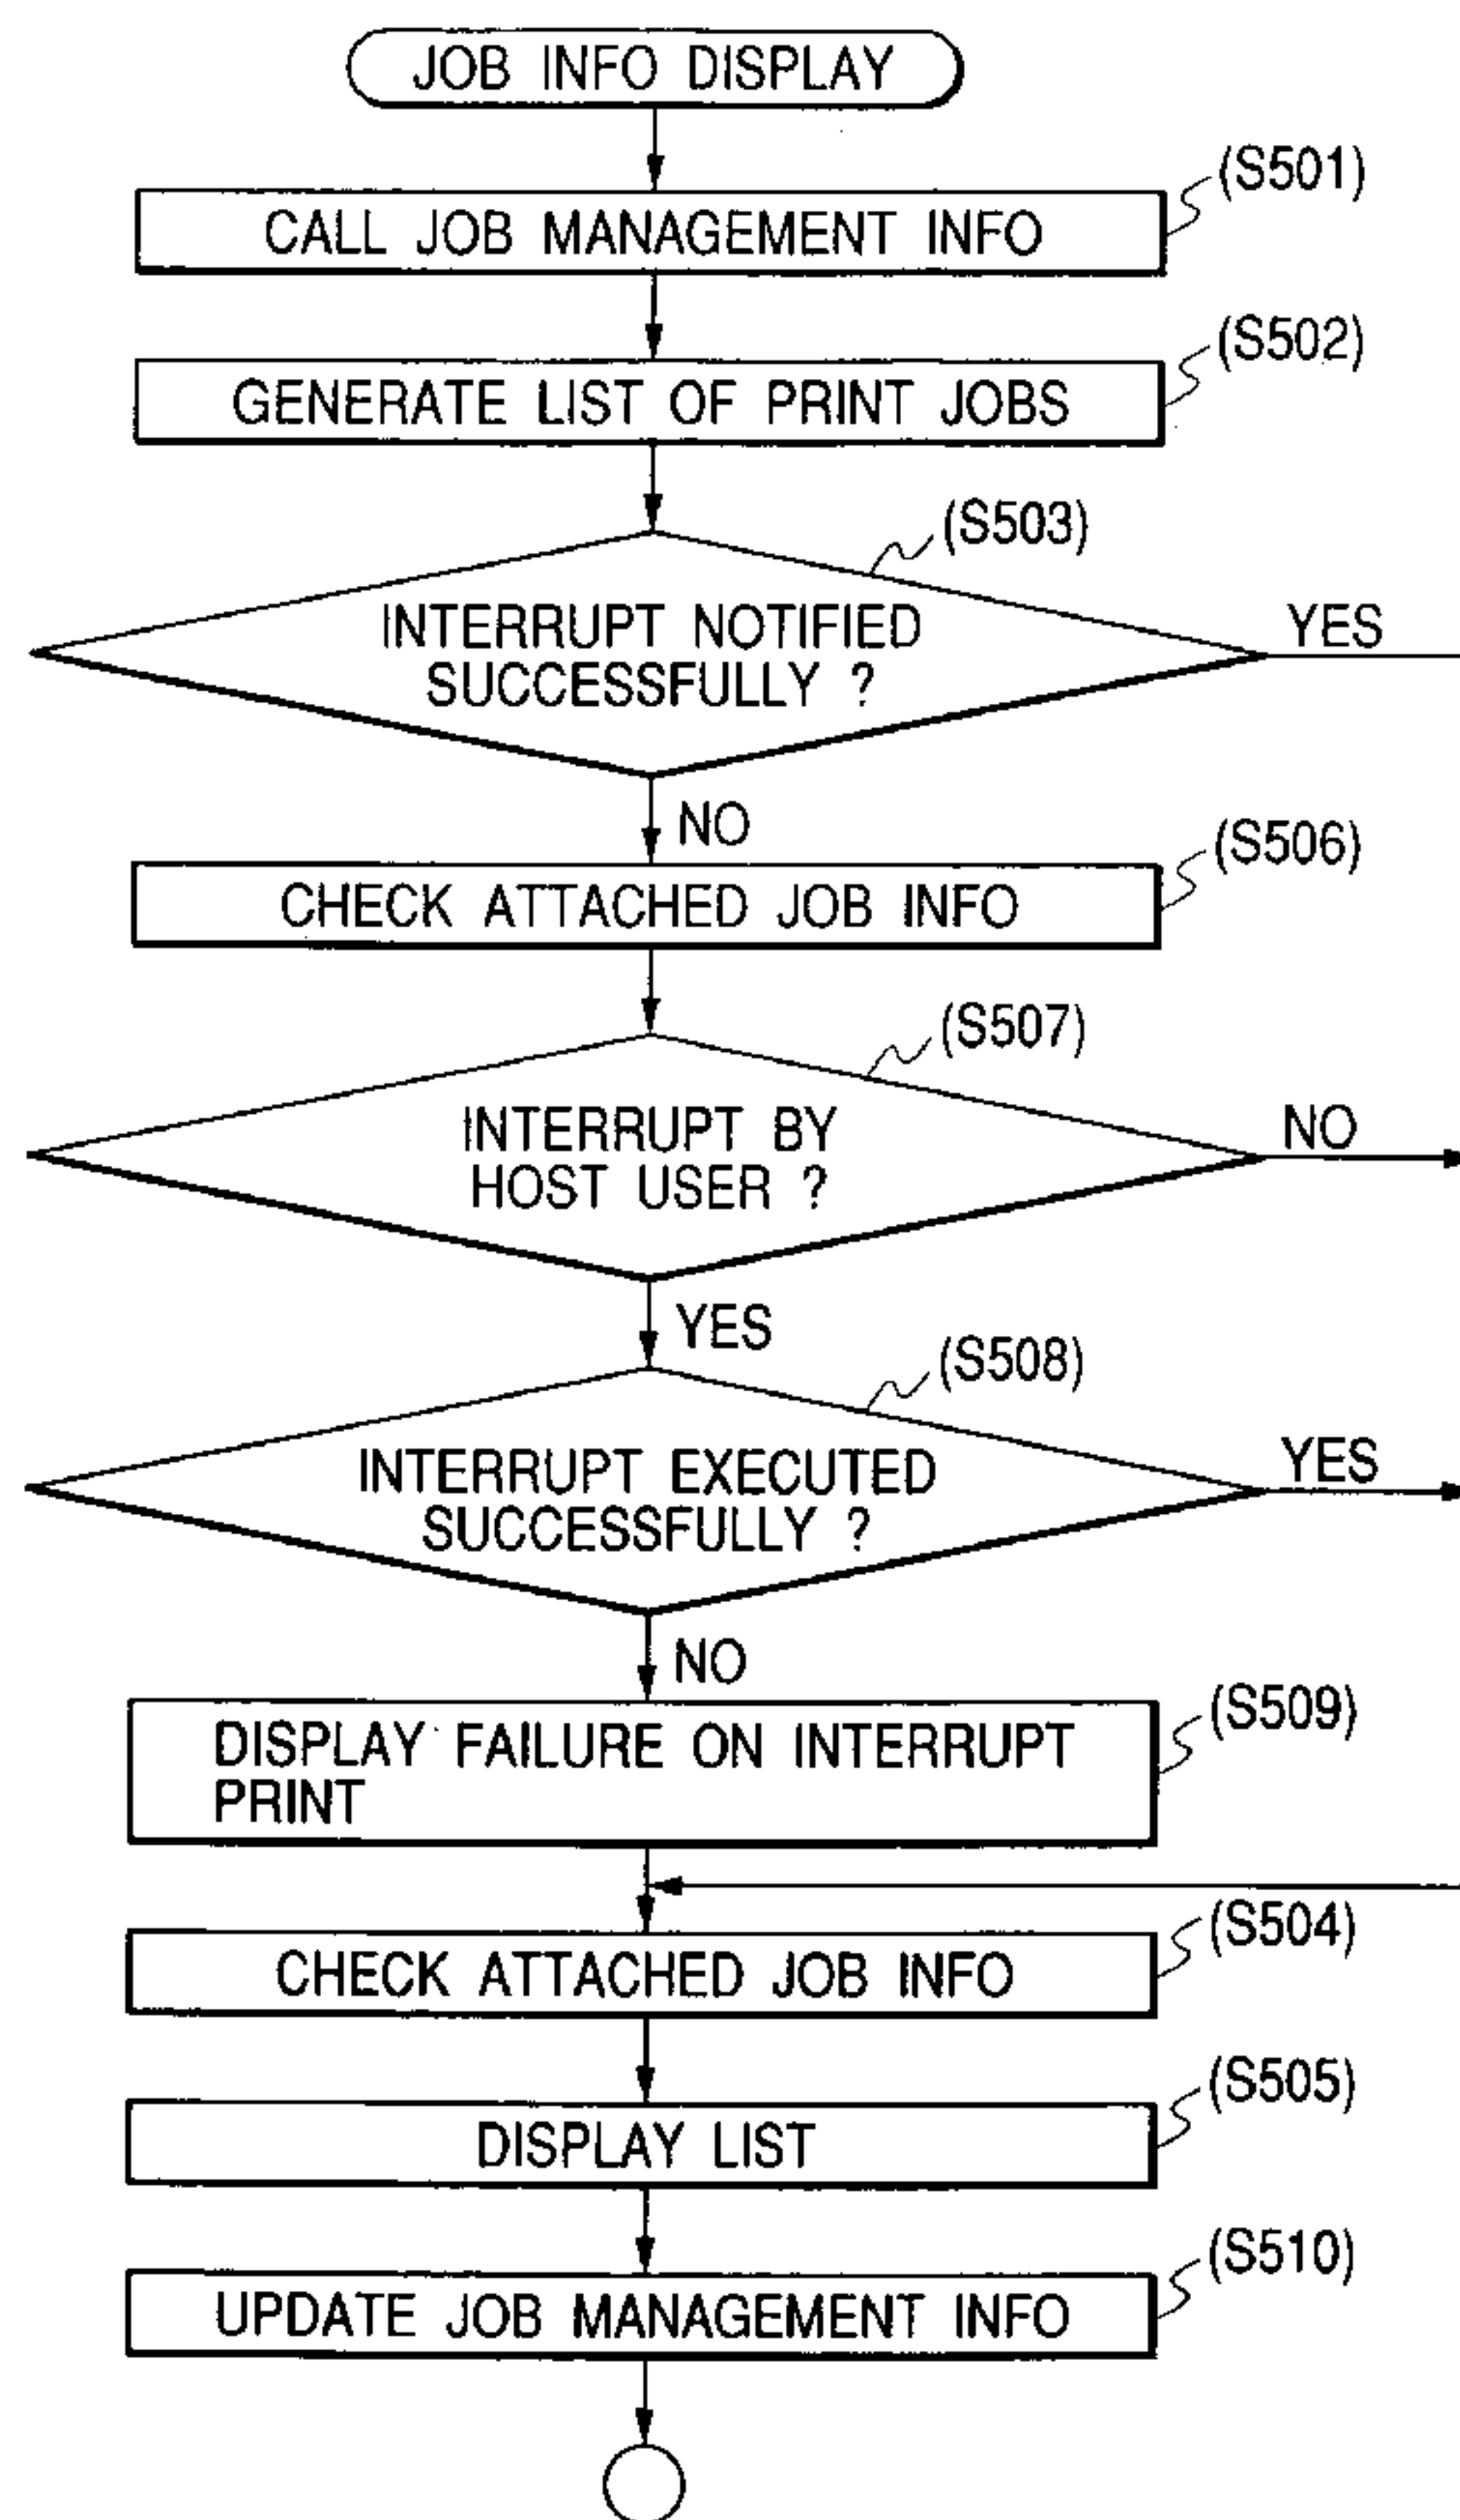 JOB INFO DISPLAY
(S501)
CALL JOB MANAGEMENT INFO
(S502)
GENERATE LIST OF PRINT JOBS
(S503)
INTERRUPT NOTIFIED
SUCCESSFULLY ?
YES
NO
(S506)
CHECK ATTACHED JOB INFO
(S507)
INTERRUPT BY
HOST USER ?
NO
YES
(S508)
INTERRUPT EXECUTED
SUCCESSFULLY ?
YES
NO
(S509)
DISPLAY FAILURE ON INTERRUPT
PRINT
(S504)
CHECK ATTACHED JOB INFO
(S505)
DISPLAY LIST
(S510)
UPDATE JOB MANAGEMENT INFO